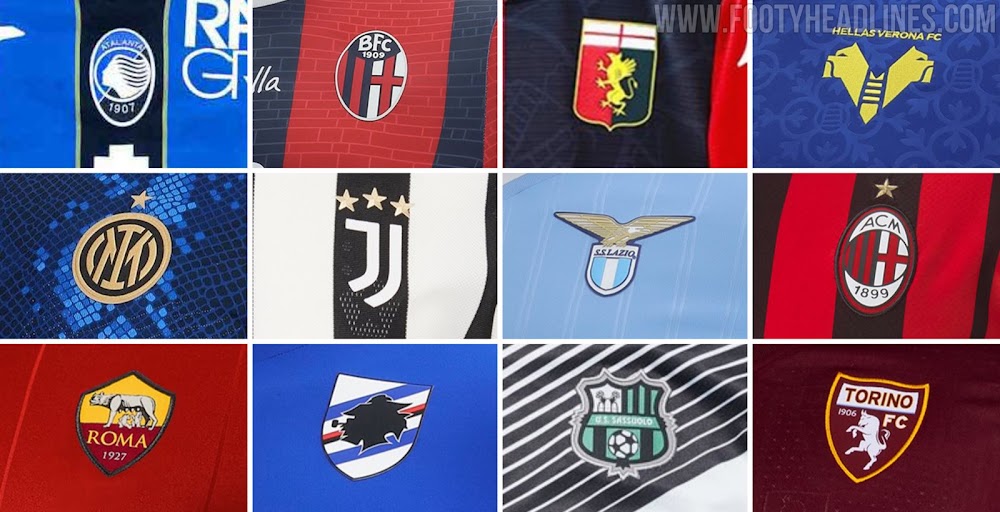 WWW.FOOTYHEADLINES.COM
ATALANTA
1907
RA
GR
lla
BFC
1909
HELLAS VERONA FC
S.S.LAZIO
ACM
1899
ROMA
1927
U.S. SASSUOLO
TORINO
1906
FC